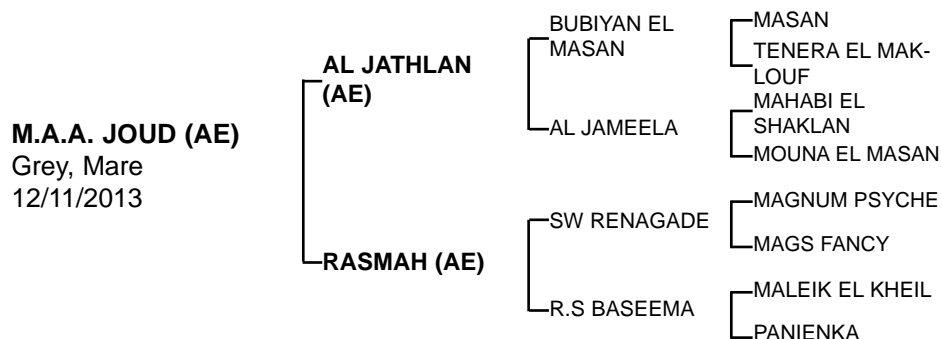 M.A.A. JOUD (AE)
Grey, Mare
12/11/2013
AL JATHLAN
(AE)
RASMAH (AE)
BUBIYAN EL
MASAN
AL JAMEELA
SW RENAGADE
R.S BASEEMA
MASAN
TENERA EL MAK-
LOUF
MAHABI EL
SHAKLAN
MOUNA EL MASAN
MAGNUM PSYCHE
MAGS FANCY
MALEIK EL KHEIL
PANIENKA